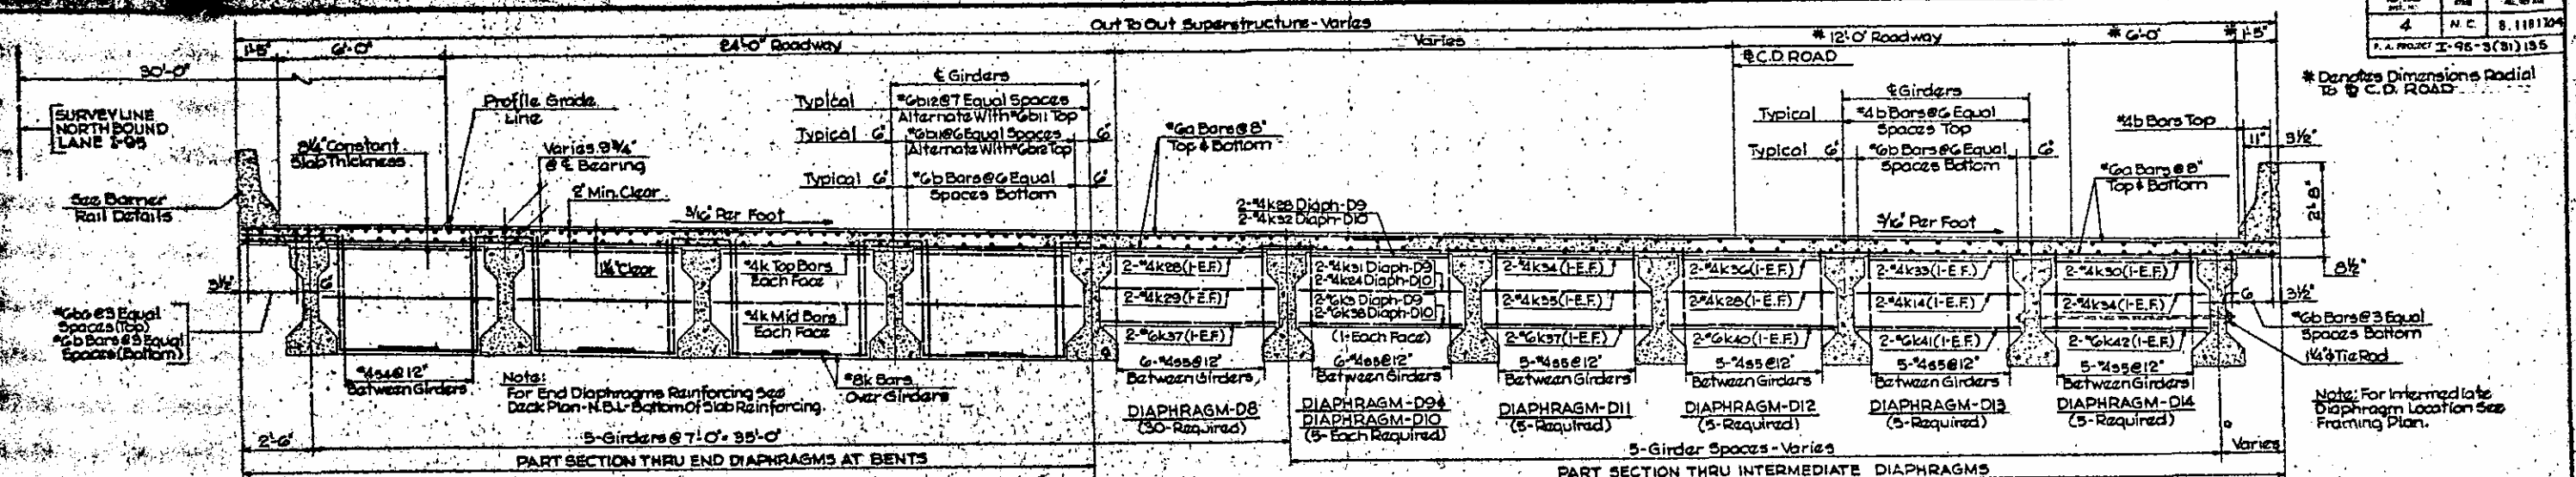 Out To Out Superstructure-Varies
4 N.C. 8.1181704
F. A. PROJECT I-95-3(31)135
1'-5" 6'-0" 24'-0" Roadway Varies * 12'-0" Roadway * 6'-0" * 1'-5"
30'-0"
℄ C.D. ROAD
* Denotes Dimensions Radial
To ℄ C.D. ROAD
SURVEY LINE
NORTHBOUND
LANE I-95
Profile Grade
Line
℄ Girders
Typical #6b12@7 Equal Spaces
Alternate With #6b11 Top
Typical 6" #6b11@6 Equal Spaces 6"
Alternate With #6b12 Top
Typical 6" #6b Bars@6 Equal 6"
Spaces Bottom
#6a Bars @ 8"
Top & Bottom
℄ Girders
Typical #4b Bars@6 Equal
Spaces Top
Typical 6" #6b Bars@6 Equal 6"
Spaces Bottom
#4b Bars Top
11" 3½"
#6a Bars @ 8"
Top & Bottom
2'-8"
8½"
8¼" Constant
Slab Thickness
Varies 9¾"
@ ℄ Bearing
2" Min. Clear
See Barrier
Rail Details
3/16" Per Foot
2-#4k28 Diaph-D9
2-#4k32 Diaph-D10
3/16" Per Foot
1¼" Clear
#4k Top Bars
Each Face
#4k Mid Bars
Each Face
3½" 6"
#6b@3 Equal
Spaces (Top)
#6b Bars@3 Equal
Spaces (Bottom)
#4s4@12"
Between Girders
Note:
For End Diaphragms Reinforcing See
Deck Plan-N.B.L-Bottom Of Slab Reinforcing.
#8k Bars
Over Girders
2-#4k28(1-E.F.)
2-#4k29(1-E.F.)
2-#6k37(1-E.F.)
6-#4s5@12"
Between Girders
DIAPHRAGM-D8
(30-Required)
2-#4k31 Diaph-D9
2-#4k24 Diaph-D10
2-#6k3 Diaph-D9
2-#6k38 Diaph-D10
(1-Each Face)
6-#4s5@12"
Between Girders
DIAPHRAGM-D9&
DIAPHRAGM-D10
(5-Each Required)
2-#4k34(1-E.F.)
2-#4k35(1-E.F.)
2-#6k37(1-E.F.)
5-#4s5@12"
Between Girders
DIAPHRAGM-D11
(5-Required)
2-#4k36(1-E.F.)
2-#4k28(1-E.F.)
2-#6k40(1-E.F.)
5-#4s5@12"
Between Girders
DIAPHRAGM-D12
(5-Required)
2-#4k33(1-E.F.)
2-#4k14(1-E.F.)
2-#6k41(1-E.F.)
5-#4s5@12"
Between Girders
DIAPHRAGM-D13
(5-Required)
2-#4k30(1-E.F.)
2-#4k34(1-E.F.)
2-#6k42(1-E.F.)
5-#4s5@12"
Between Girders
DIAPHRAGM-D14
(5-Required)
6 3½"
#6b Bars@3 Equal
Spaces Bottom
1¼"ϕ Tie Rod
Note: For Intermediate
Diaphragm Location See
Framing Plan.
2'-6" 5-Girders @ 7'-0" = 35'-0"
5-Girder Spaces-Varies Varies
PART SECTION THRU END DIAPHRAGMS AT BENTS
PART SECTION THRU INTERMEDIATE DIAPHRAGMS